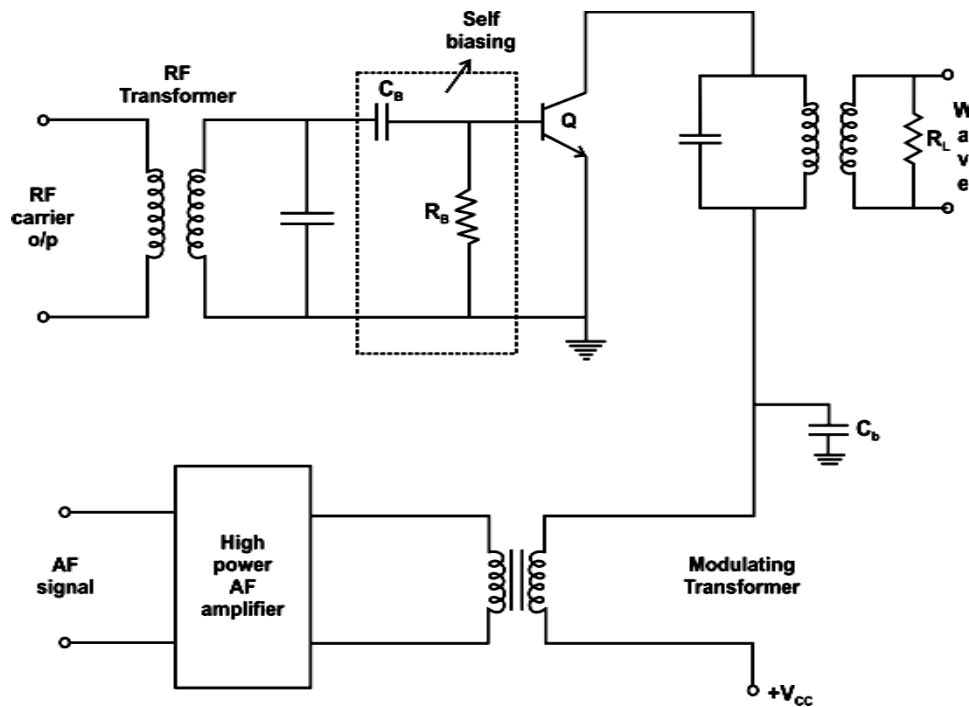 Self
biasing
RF
Transformer
C_B
Q
R_B
R_L
W
a
v
e
RF
carrier
o/p
C_b
AF
signal
High
power
AF
amplifier
Modulating
Transformer
+V_CC